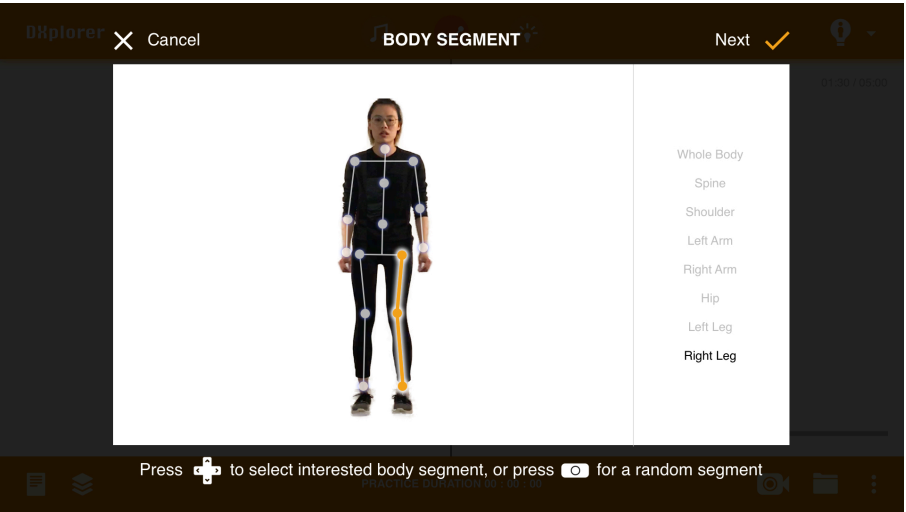 DXplorer
Cancel
BODY SEGMENT
Next
01:30 / 05:00
Whole Body
Spine
Shoulder
Left Arm
Right Arm
Hip
Left Leg
Right Leg
Press to select interested body segment, or press for a random segment
PRACTICE DURATION 00 : 00 : 00